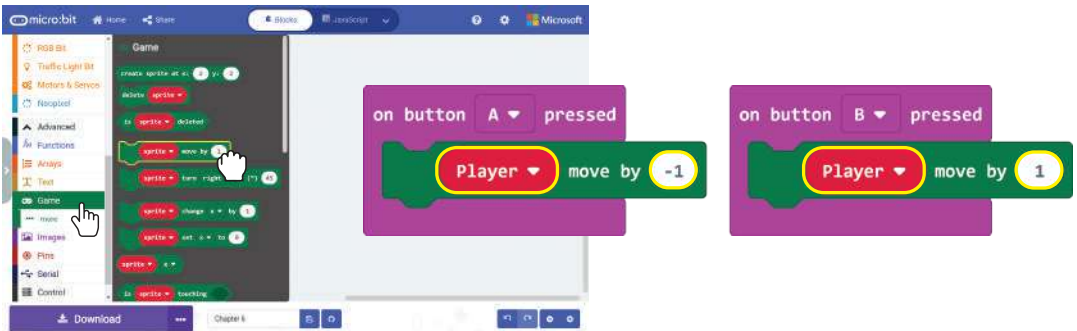 micro:bit Home Share Blocks JavaScript Microsoft
RGB Bit
Traffic Light Bit
Motors & Servos
Neopixel
Advanced
Functions
Arrays
Text
Game
more
Images
Pins
Serial
Control
Game
create sprite at x: 2 y: 2
delete sprite
is sprite deleted
sprite move by 1
sprite turn right (°) 45
sprite change x by 1
sprite set x to 0
sprite x
is sprite touching
Download
Chapter 6
on button A pressed
Player move by -1
on button B pressed
Player move by 1